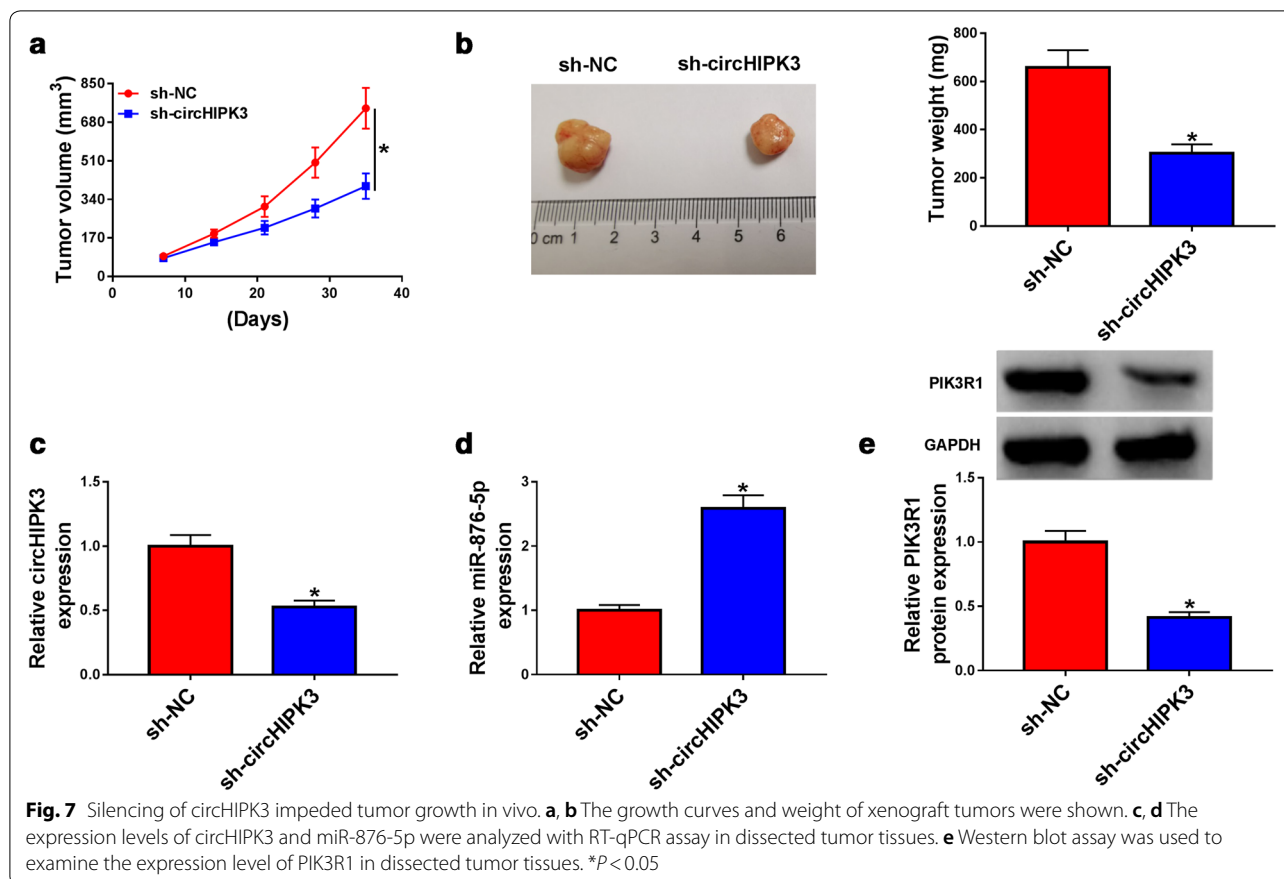 a
sh-NC
sh-circHIPK3
Tumor volume (mm³)
850
680
510
340
170
0
*
0 10 20 30 40
(Days)
b
sh-NC sh-circHIPK3
0 cm 1 2 3 4 5 6
Tumor weight (mg)
800
600
400
200
0
*
sh-NC
sh-circHIPK3
c
Relative circHIPK3
expression
1.5
1.0
0.5
0.0
*
sh-NC
sh-circHIPK3
d
Relative miR-876-5p
expression
3
2
1
0
*
sh-NC
sh-circHIPK3
e
PIK3R1
GAPDH
Relative PIK3R1
protein expression
1.5
1.0
0.5
0.0
*
sh-NC
sh-circHIPK3
Fig. 7 Silencing of circHIPK3 impeded tumor growth in vivo. a, b The growth curves and weight of xenograft tumors were shown. c, d The
expression levels of circHIPK3 and miR-876-5p were analyzed with RT-qPCR assay in dissected tumor tissues. e Western blot assay was used to
examine the expression level of PIK3R1 in dissected tumor tissues. *P < 0.05